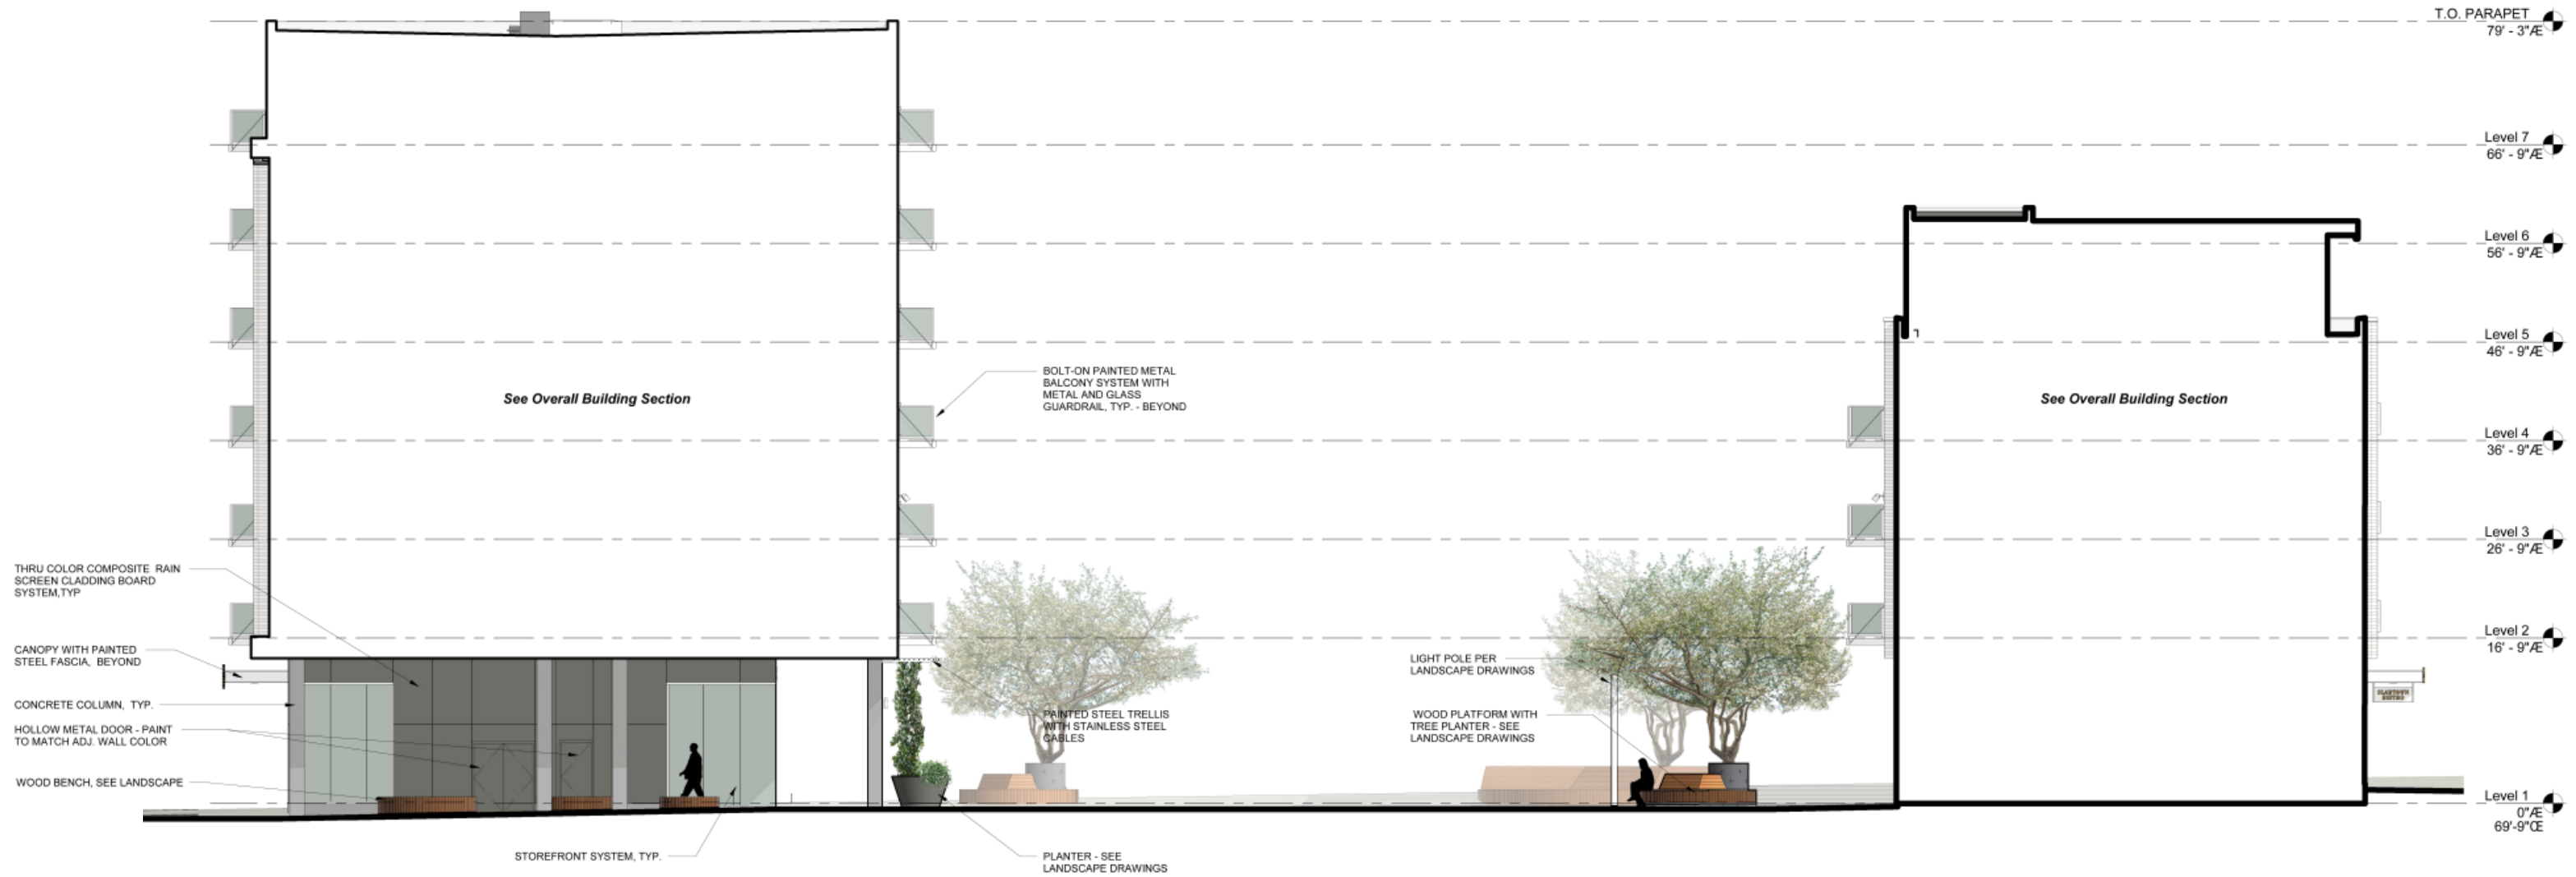 T.O. PARAPET
79' - 3"Æ
Level 7
66' - 9"Æ
Level 6
56' - 9"Æ
Level 5
46' - 9"Æ
BOLT-ON PAINTED METAL
BALCONY SYSTEM WITH
METAL AND GLASS
GUARDRAIL, TYP. - BEYOND
See Overall Building Section
See Overall Building Section
Level 4
36' - 9"Æ
Level 3
26' - 9"Æ
THRU COLOR COMPOSITE RAIN
SCREEN CLADDING BOARD
SYSTEM,TYP
Level 2
16' - 9"Æ
CANOPY WITH PAINTED
STEEL FASCIA, BEYOND
LIGHT POLE PER
LANDSCAPE DRAWINGS
CONCRETE COLUMN, TYP.
PAINTED STEEL TRELLIS
WITH STAINLESS STEEL
CABLES
WOOD PLATFORM WITH
TREE PLANTER - SEE
LANDSCAPE DRAWINGS
HOLLOW METAL DOOR - PAINT
TO MATCH ADJ. WALL COLOR
WOOD BENCH, SEE LANDSCAPE
Level 1
0"Æ
69'-9"Œ
STOREFRONT SYSTEM, TYP.
PLANTER - SEE
LANDSCAPE DRAWINGS